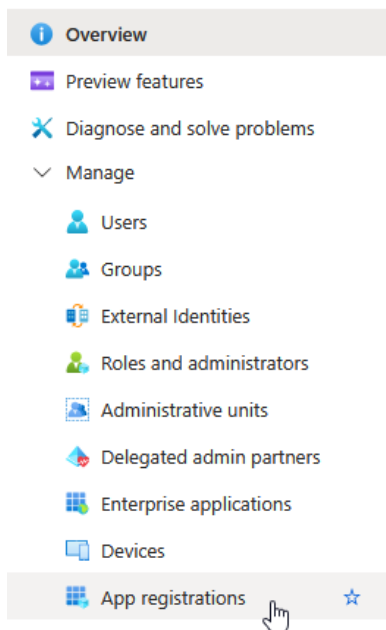 Overview
Preview features
Diagnose and solve problems
Manage
Users
Groups
External Identities
Roles and administrators
Administrative units
Delegated admin partners
Enterprise applications
Devices
App registrations